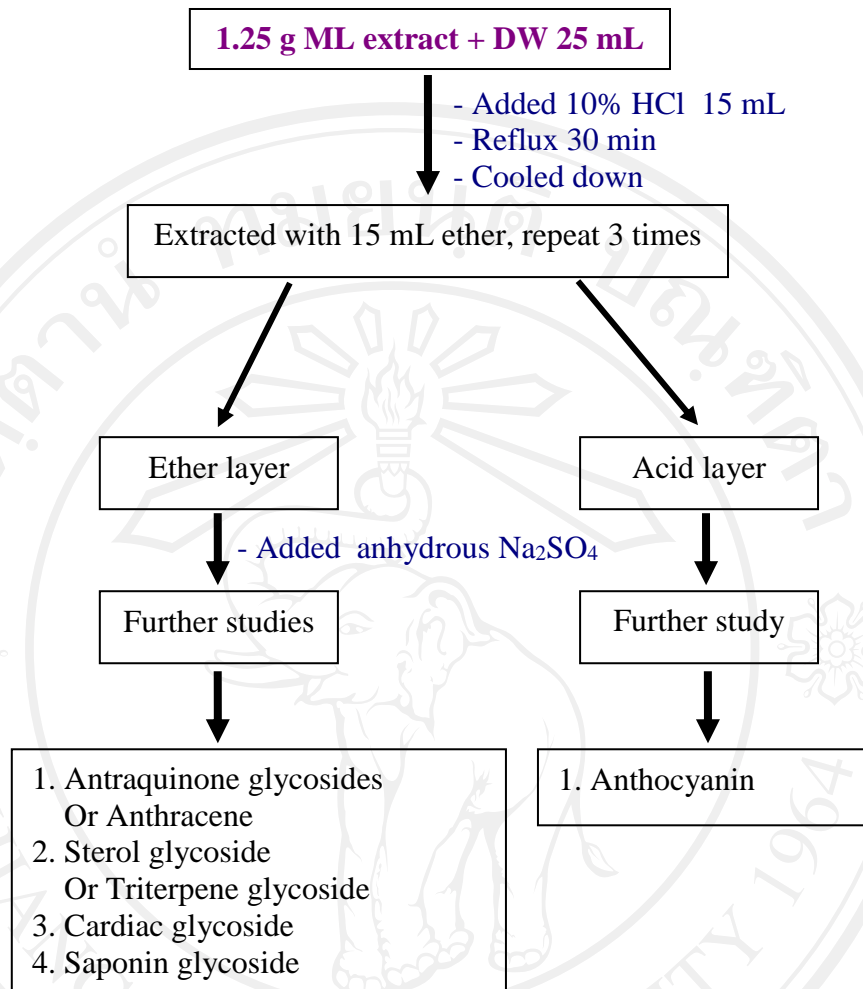 1.25 g ML extract + DW 25 mL
- Added 10% HCl 15 mL
- Reflux 30 min
- Cooled down
Extracted with 15 mL ether, repeat 3 times
Ether layer
Acid layer
- Added anhydrous Na₂SO₄
Further studies
Further study
1. Antraquinone glycosides
Or Anthracene
2. Sterol glycoside
Or Triterpene glycoside
3. Cardiac glycoside
4. Saponin glycoside
1. Anthocyanin
1964